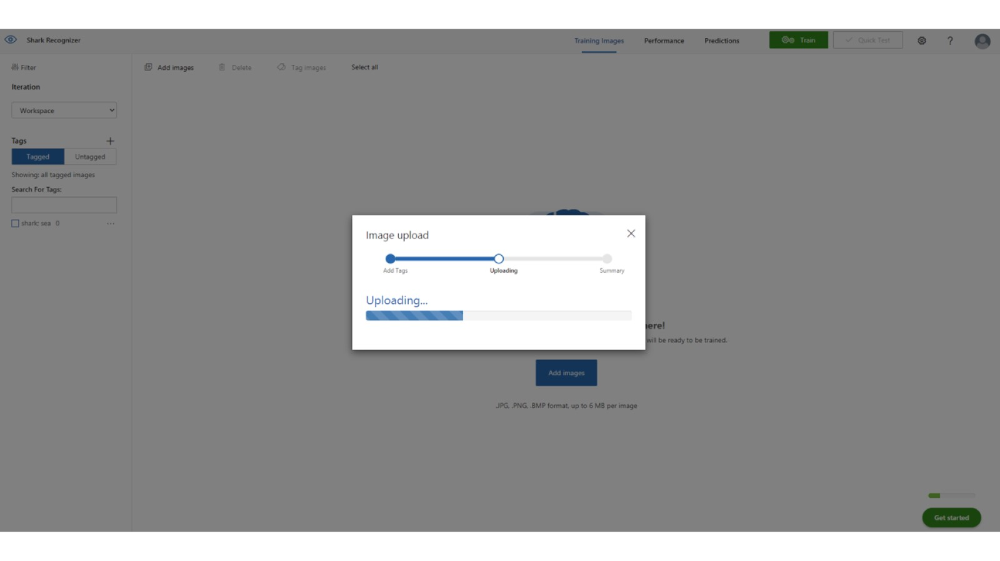 Shark Recognizer
Training Images
Performance
Predictions
Train
Quick Test
?
Filter
Add images
Delete
Tag images
Select all
Iteration
Workspace
Tags
Tagged
Untagged
Showing: all tagged images
Search For Tags:
shark: sea 0
Image upload
Add Tags
Uploading
Summary
Uploading...
here!
will be ready to be trained.
Add images
.JPG, .PNG, .BMP format, up to 6 MB per image
Get started